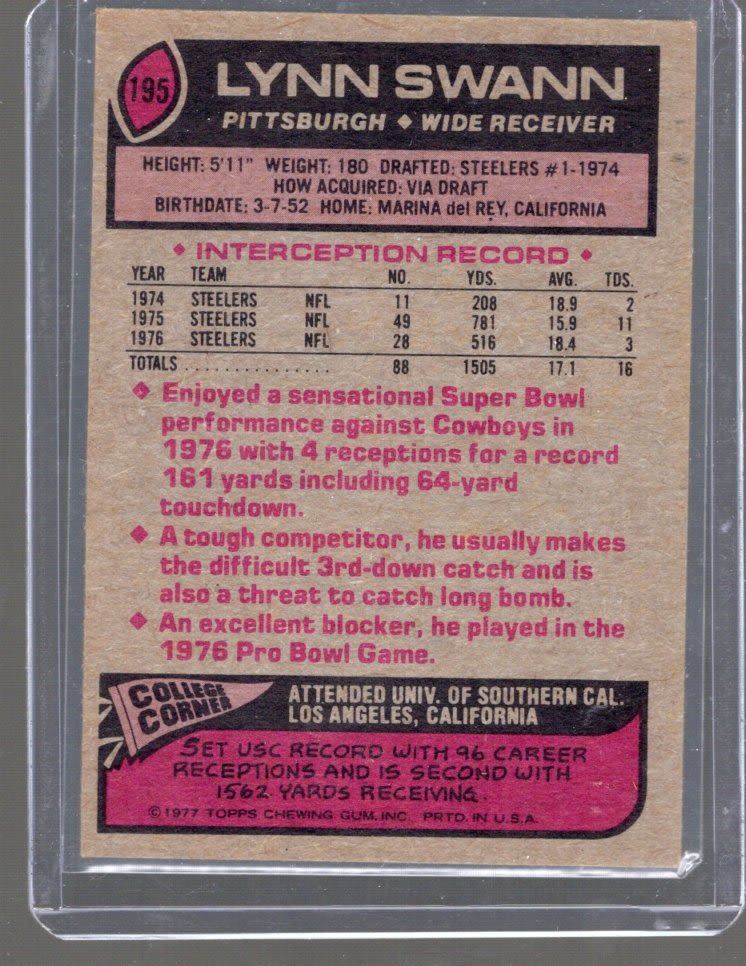 195
LYNN SWANN
PITTSBURGH ◆ WIDE RECEIVER
HEIGHT: 5'11" WEIGHT: 180 DRAFTED: STEELERS #1-1974
HOW ACQUIRED: VIA DRAFT
BIRTHDATE: 3-7-52 HOME: MARINA del REY, CALIFORNIA
◆ INTERCEPTION RECORD ◆
YEAR TEAM NO. YDS. AVG. TDS.
1974 STEELERS NFL 11 208 18.9 2
1975 STEELERS NFL 49 781 15.9 11
1976 STEELERS NFL 28 516 18.4 3
TOTALS . . . . . . . . . . . . . . . 88 1505 17.1 16
◆ Enjoyed a sensational Super Bowl
performance against Cowboys in
1976 with 4 receptions for a record
161 yards including 64-yard
touchdown.
◆ A tough competitor, he usually makes
the difficult 3rd-down catch and is
also a threat to catch long bomb.
◆ An excellent blocker, he played in the
1976 Pro Bowl Game.
COLLEGE
CORNER
ATTENDED UNIV. OF SOUTHERN CAL.
LOS ANGELES, CALIFORNIA
SET USC RECORD WITH 96 CAREER
RECEPTIONS AND IS SECOND WITH
1562 YARDS RECEIVING.
© 1977 TOPPS CHEWING GUM, INC. PRTD. IN U.S.A.